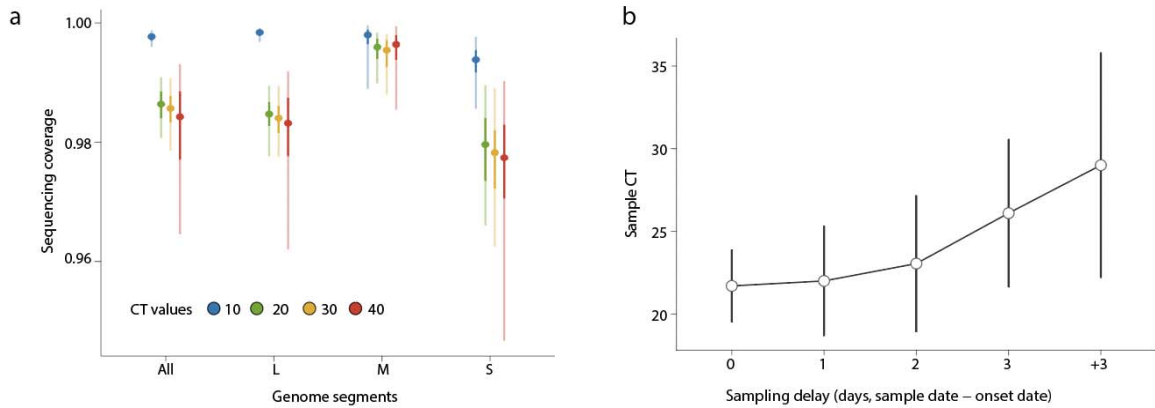 a
1.00
0.98
0.96
Sequencing coverage
CT values 10 20 30 40
All L M S
Genome segments
b
35
30
25
20
Sample CT
0 1 2 3 +3
Sampling delay (days, sample date – onset date)